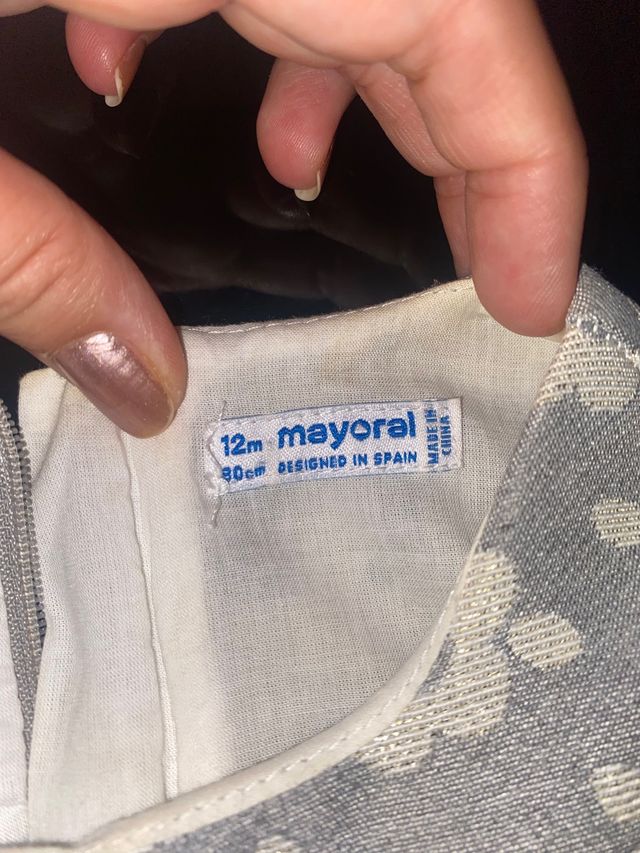 12m mayoral
80cm DESIGNED IN SPAIN
MADE IN
CHINA